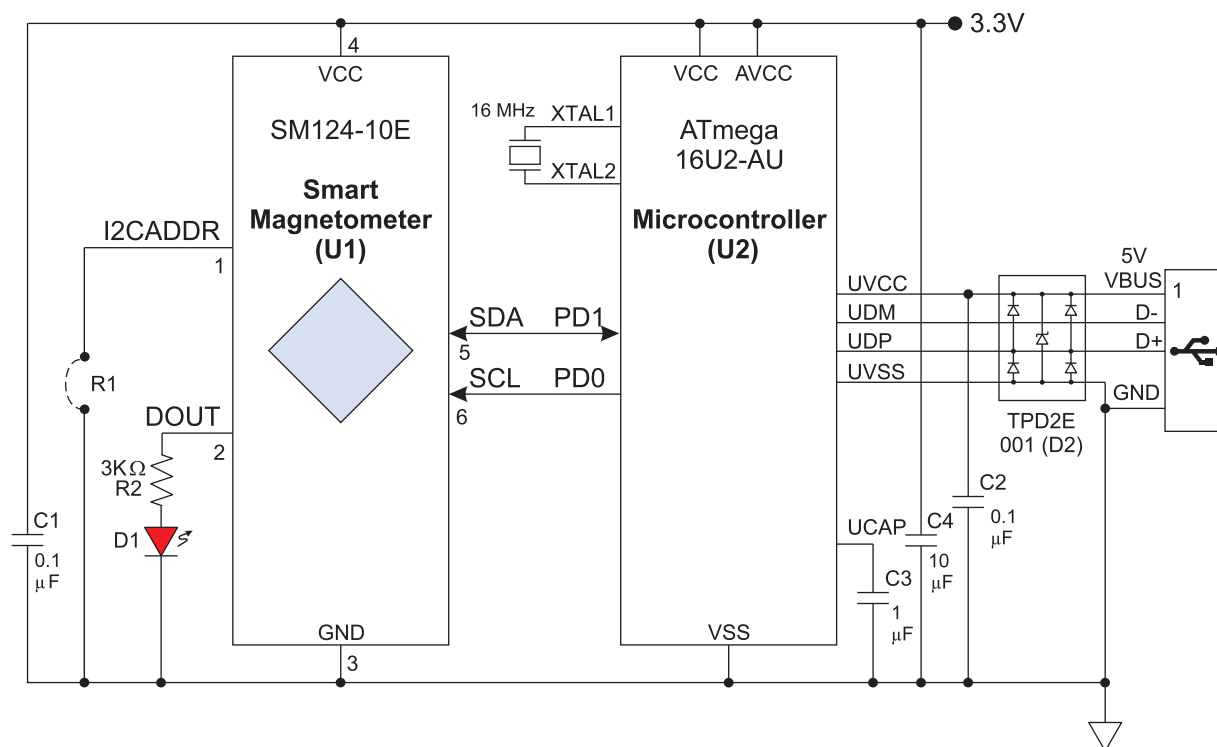 3.3V
4
VCC
SM124-10E
Smart
Magnetometer
(U1)
I2CADDR
1
R1
DOUT
2
3KΩ
R2
D1
C1
0.1
µF
GND
3
SDA
5
SCL
6
PD1
PD0
16 MHz
XTAL1
XTAL2
VCC AVCC
ATmega
16U2-AU
Microcontroller
(U2)
UVCC
UDM
UDP
UVSS
UCAP
VSS
5V
VBUS
1
D-
D+
GND
TPD2E
001 (D2)
C2
0.1
µF
C4
10
µF
C3
1
µF